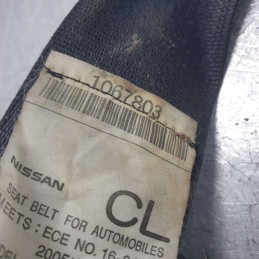 1067803
NISSAN
CL
SEAT BELT FOR AUTOMOBILES
MEETS : ECE NO. 16-